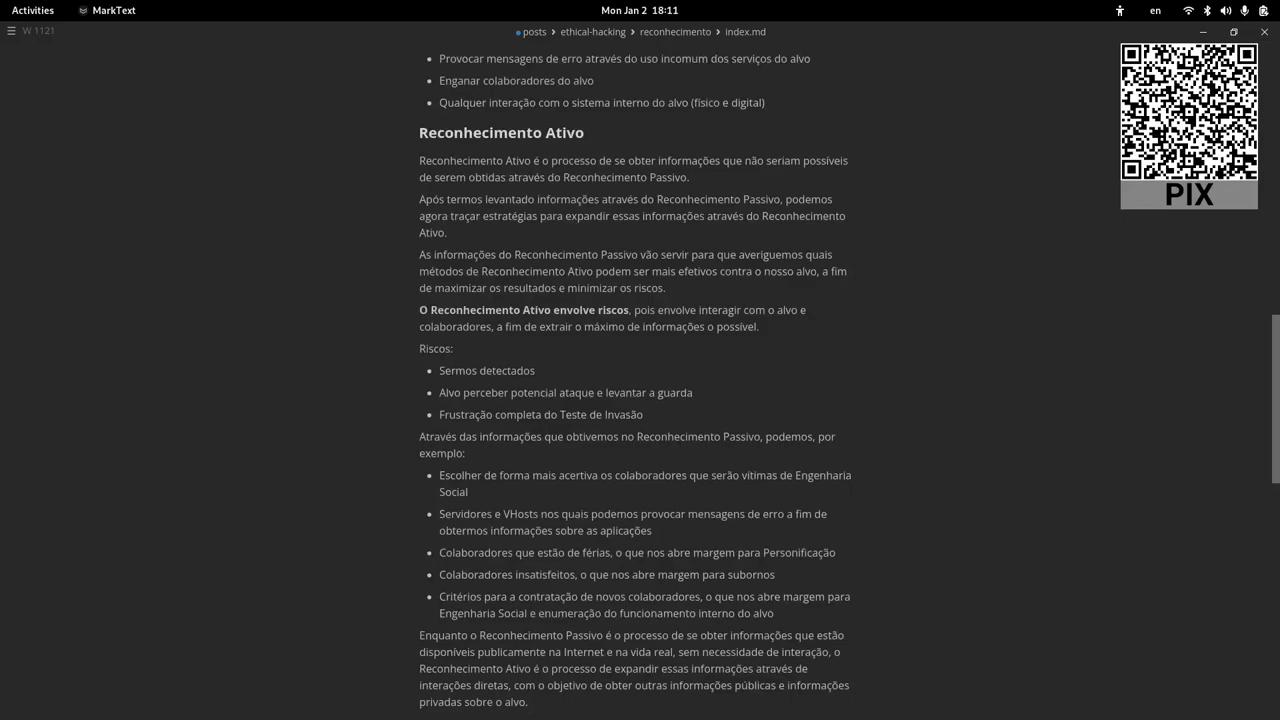 Activities
MarkText
Mon Jan 2 18:11
en
W 1121
posts › ethical-hacking › reconhecimento › index.md
• Provocar mensagens de erro através do uso incomum dos serviços do alvo
• Enganar colaboradores do alvo
• Qualquer interação com o sistema interno do alvo (físico e digital)
PIX
Reconhecimento Ativo
Reconhecimento Ativo é o processo de se obter informações que não seriam possíveis
de serem obtidas através do Reconhecimento Passivo.
Após termos levantado informações através do Reconhecimento Passivo, podemos
agora traçar estratégias para expandir essas informações através do Reconhecimento
Ativo.
As informações do Reconhecimento Passivo vão servir para que averiguemos quais
métodos de Reconhecimento Ativo podem ser mais efetivos contra o nosso alvo, a fim
de maximizar os resultados e minimizar os riscos.
O Reconhecimento Ativo envolve riscos, pois envolve interagir com o alvo e
colaboradores, a fim de extrair o máximo de informações o possível.
Riscos:
• Sermos detectados
• Alvo perceber potencial ataque e levantar a guarda
• Frustração completa do Teste de Invasão
Através das informações que obtivemos no Reconhecimento Passivo, podemos, por
exemplo:
• Escolher de forma mais acertiva os colaboradores que serão vítimas de Engenharia
Social
• Servidores e VHosts nos quais podemos provocar mensagens de erro a fim de
obtermos informações sobre as aplicações
• Colaboradores que estão de férias, o que nos abre margem para Personificação
• Colaboradores insatisfeitos, o que nos abre margem para subornos
• Critérios para a contratação de novos colaboradores, o que nos abre margem para
Engenharia Social e enumeração do funcionamento interno do alvo
Enquanto o Reconhecimento Passivo é o processo de se obter informações que estão
disponíveis publicamente na Internet e na vida real, sem necessidade de interação, o
Reconhecimento Ativo é o processo de expandir essas informações através de
interações diretas, com o objetivo de obter outras informações públicas e informações
privadas sobre o alvo.